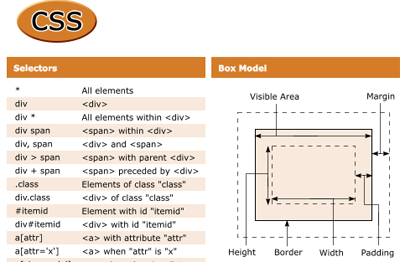 CSS
Selectors
* All elements
div <div>
div * All elements within <div>
div span <span> within <div>
div, span <div> and <span>
div > span <span> with parent <div>
div + span <span> preceded by <div>
.class Elements of class "class"
div.class <div> of class "class"
#itemid Element with id "itemid"
div#itemid <div> with id "itemid"
a[attr] <a> with attribute "attr"
a[attr='x'] <a> when "attr" is "x"
Box Model
Visible Area Margin
Height Border Width Padding